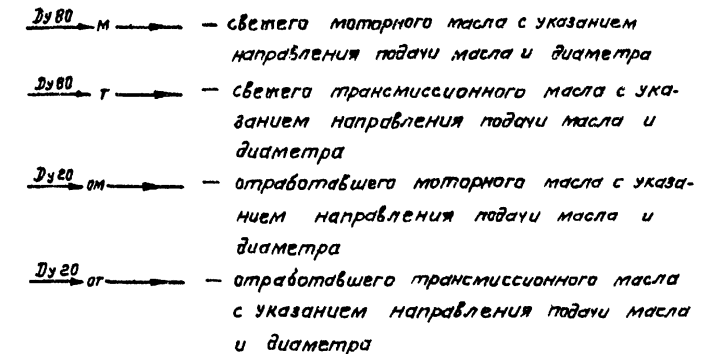 Ду80 М — свежего моторного масла с указанием
направления подачи масла и диаметра
Ду80 Т — свежего трансмиссионного масла с ука-
занием направления подачи масла и
диаметра
Ду20 ОМ — отработавшего моторного масла с указа-
нием направления подачи масла и
диаметра
Ду20 ОТ — отработавшего трансмиссионного масла
с указанием направления подачи масла
и диаметра